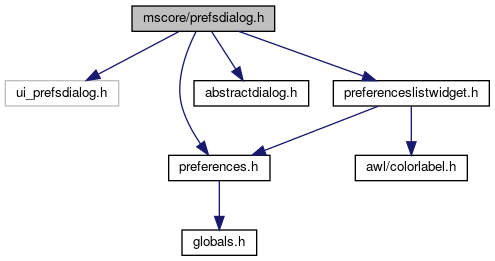 mscore/prefsdialog.h
ui_prefsdialog.h
abstractdialog.h
preferenceslistwidget.h
preferences.h
awl/colorlabel.h
globals.h